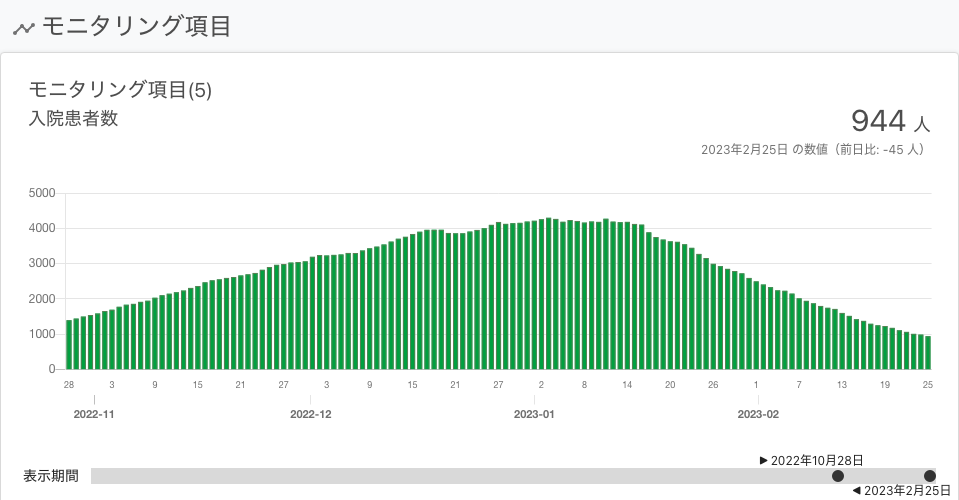 モニタリング項目
モニタリング項目(5)
入院患者数
944 人
2023年2月25日 の数値（前日比: -45 人）
5000
4000
3000
2000
1000
0
28 3 9 15 21 27 3 9 15 21 27 2 8 14 20 26 1 7 13 19 25
2022-11 2022-12 2023-01 2023-02
▶ 2022年10月28日
表示期間
◀ 2023年2月25日